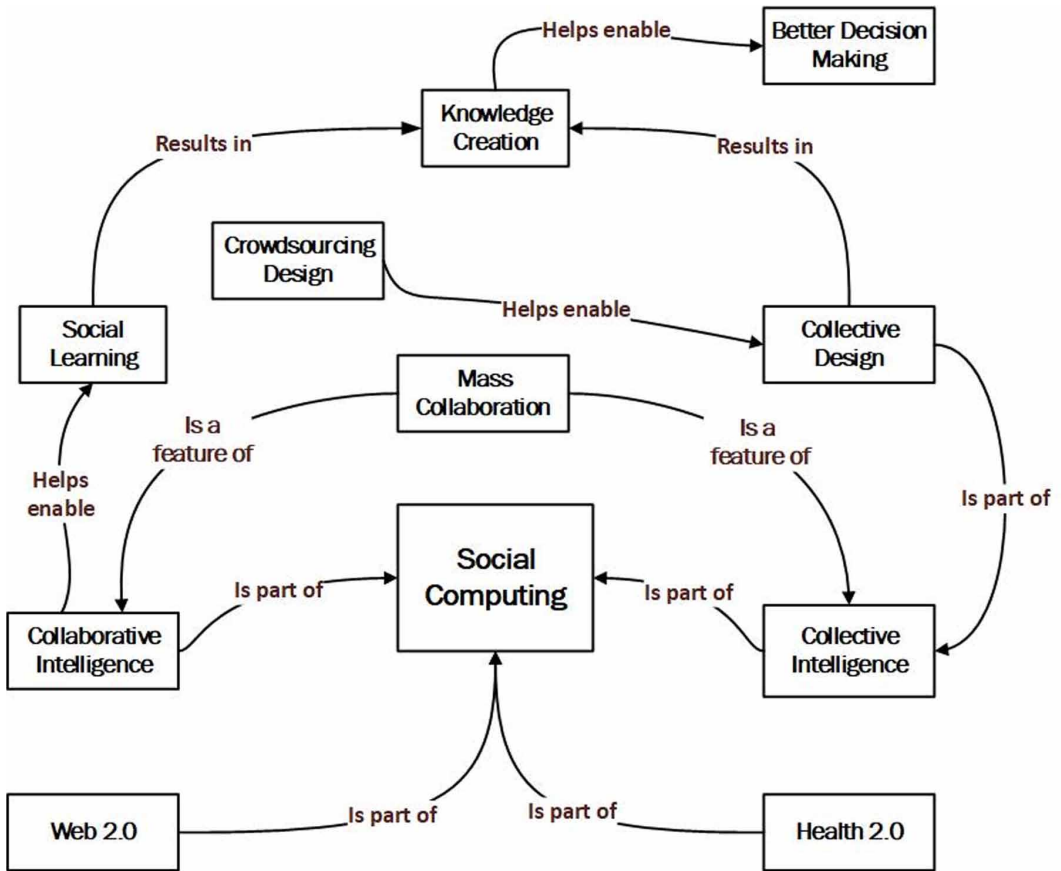 Helps enable
Better Decision
Making
Knowledge
Creation
Results in
Results in
Crowdsourcing
Design
Helps enable
Social
Learning
Collective
Design
Mass
Collaboration
Is a
feature of
Is a
feature of
Helps
enable
Is part of
Social
Computing
Is part of
Is part of
Collaborative
Intelligence
Collective
Intelligence
Web 2.0
Is part of
Is part of
Health 2.0